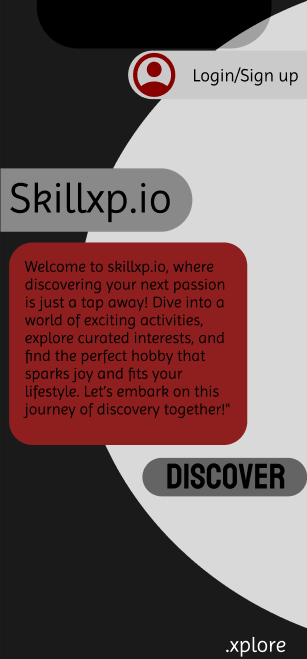 Login/Sign up
Skillxp.io
Welcome to skillxp.io, where
discovering your next passion
is just a tap away! Dive into a
world of exciting activities,
explore curated interests, and
find the perfect hobby that
sparks joy and fits your
lifestyle. Let's embark on this
journey of discovery together!"
DISCOVER
.xplore